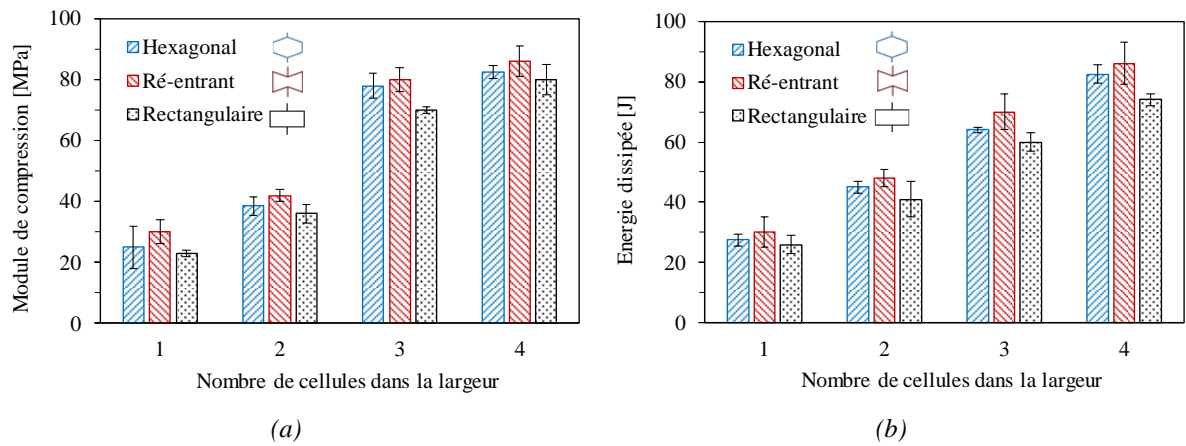 100
80
60
40
20
0
Module de compression [MPa]
Hexagonal
Ré-entrant
Rectangulaire
1 2 3 4
Nombre de cellules dans la largeur
(a)
100
80
60
40
20
0
Energie dissipée [J]
Hexagonal
Ré-entrant
Rectangulaire
1 2 3 4
Nombre de cellules dans la largeur
(b)